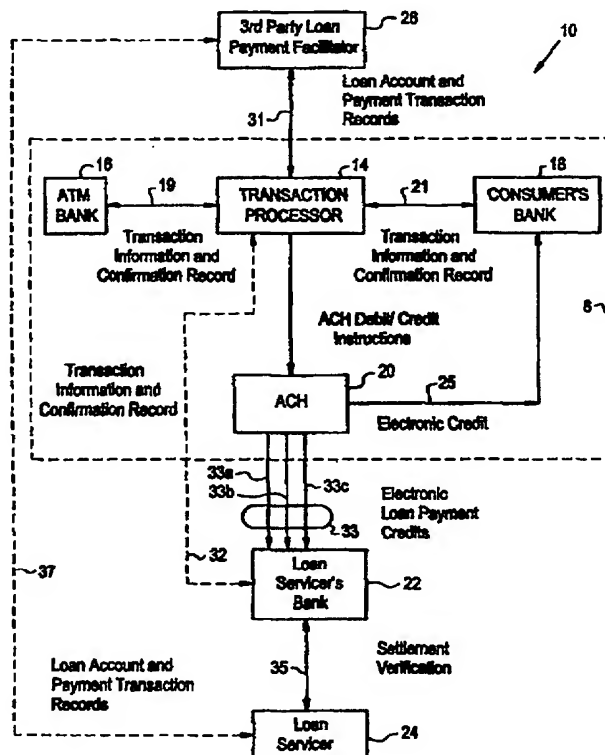 3rd Party Loan
Payment Facilitator
26
10
Loan Account and
Payment Transaction
Records
31
16
14
18
ATM
BANK
19
TRANSACTION
PROCESSOR
21
CONSUMER'S
BANK
Transaction
Information and
Confirmation Record
Transaction
Information and
Confirmation Record
8
ACH Debit/ Credit
Instructions
Transaction
Information and
Confirmation Record
20
ACH
25
Electronic Credit
33a
33b
33c
Electronic
Loan Payment
Credits
33
32
37
Loan
Servicer's
Bank
22
Settlement
Verification
35
Loan Account and
Payment Transaction
Records
Loan
Servicer
24